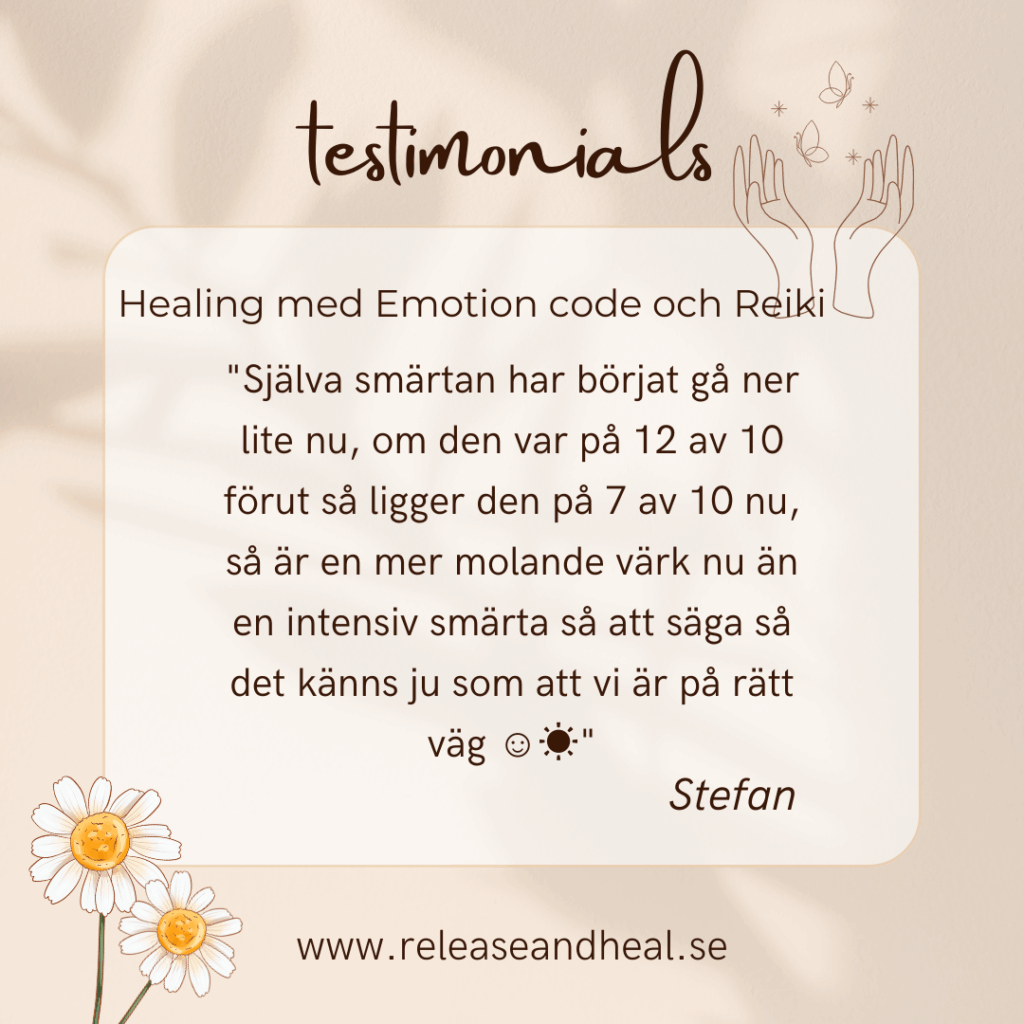 testimonials
Healing med Emotion code och Reiki
"Själva smärtan har börjat gå ner
lite nu, om den var på 12 av 10
förut så ligger den på 7 av 10 nu,
så är en mer molande värk nu än
en intensiv smärta så att säga så
det känns ju som att vi är på rätt
väg ☺☀"
Stefan
www.releaseandheal.se